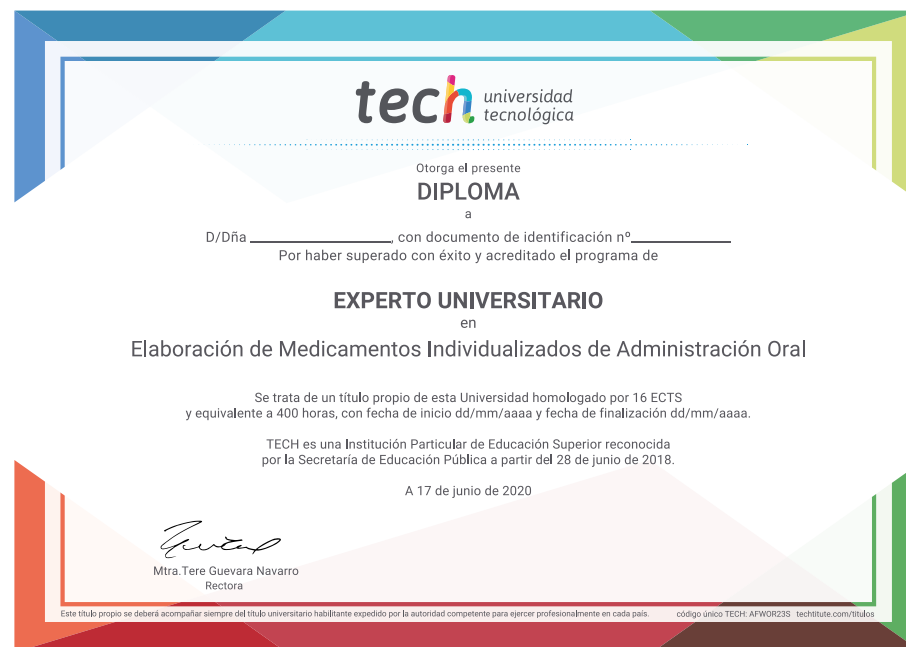 tech universidad
tecnológica
Otorga el presente
DIPLOMA
a
D/Dña ____________________, con documento de identificación nº______________
Por haber superado con éxito y acreditado el programa de
EXPERTO UNIVERSITARIO
en
Elaboración de Medicamentos Individualizados de Administración Oral
Se trata de un título propio de esta Universidad homologado por 16 ECTS
y equivalente a 400 horas, con fecha de inicio dd/mm/aaaa y fecha de finalización dd/mm/aaaa.
TECH es una Institución Particular de Educación Superior reconocida
por la Secretaría de Educación Pública a partir del 28 de junio de 2018.
A 17 de junio de 2020
Mtra.Tere Guevara Navarro
Rectora
Este título propio se deberá acompañar siempre del título universitario habilitante expedido por la autoridad competente para ejercer profesionalmente en cada país. código único TECH: AFWOR23S techtitute.com/titulos